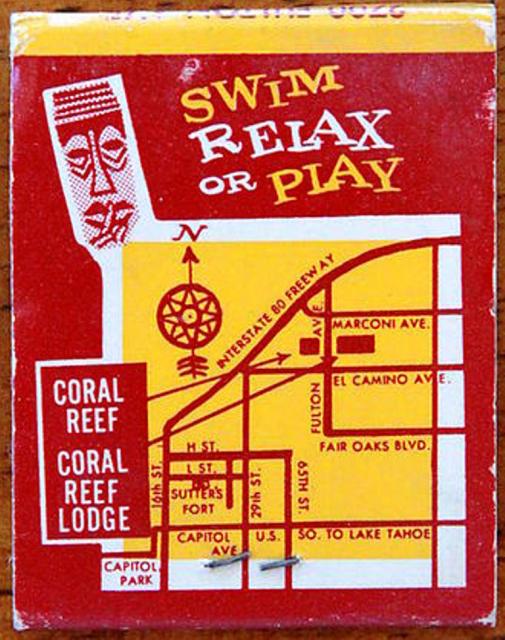 SWIM
RELAX
OR PLAY
N
INTERSTATE 80 FREEWAY
AVE.
MARCONI AVE.
EL CAMINO AVE.
FULTON
FAIR OAKS BLVD.
CORAL
REEF
CORAL
REEF
LODGE
H ST.
L ST.
SUTTER'S
FORT
16th ST.
29th ST.
65TH ST.
CAPITOL
AVE
U.S.
SO. TO LAKE TAHOE
CAPITOL
PARK